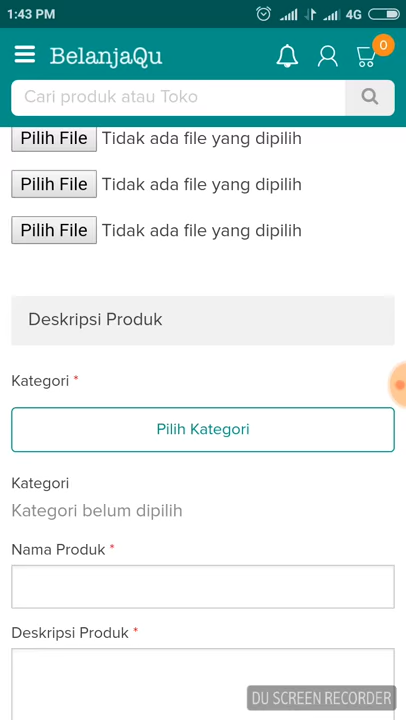 1:43 PM
4G
BelanjaQu
0
Cari produk atau Toko
Pilih File Tidak ada file yang dipilih
Pilih File Tidak ada file yang dipilih
Pilih File Tidak ada file yang dipilih
Deskripsi Produk
Kategori *
Pilih Kategori
Kategori
Kategori belum dipilih
Nama Produk *
Deskripsi Produk *
DU SCREEN RECORDER